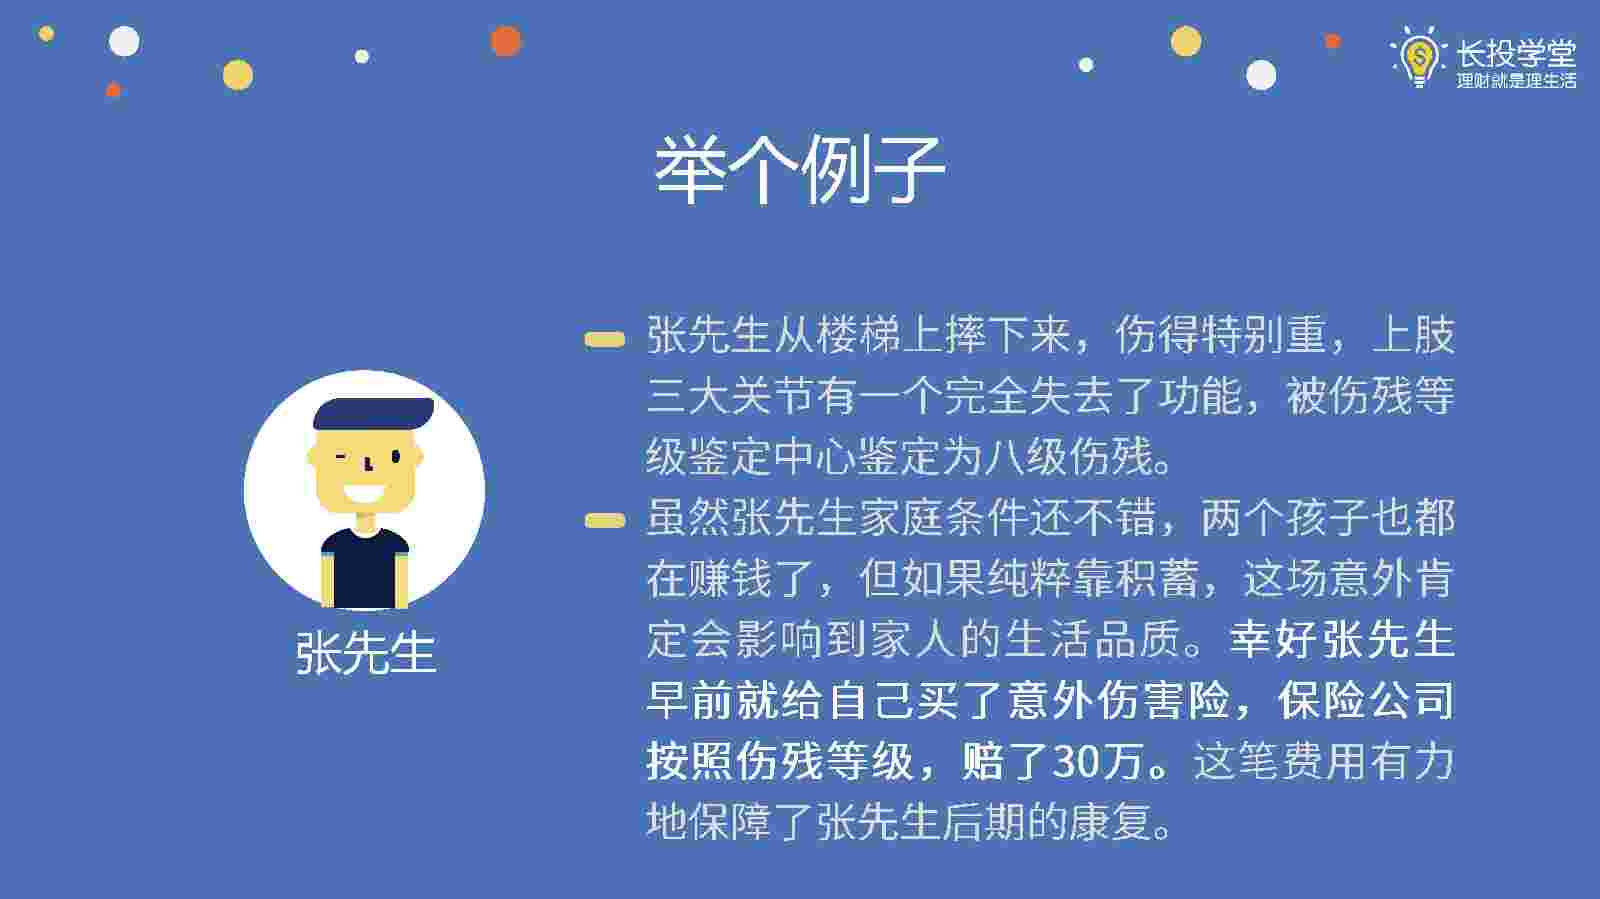 长投学堂
理财就是理生活
举个例子
张先生从楼梯上摔下来，伤得特别重，上肢
三大关节有一个完全失去了功能，被伤残等
级鉴定中心鉴定为八级伤残。
虽然张先生家庭条件还不错，两个孩子也都
在赚钱了，但如果纯粹靠积蓄，这场意外肯
定会影响到家人的生活品质。幸好张先生
早前就给自己买了意外伤害险，保险公司
按照伤残等级，赔了30万。这笔费用有力
地保障了张先生后期的康复。
张先生